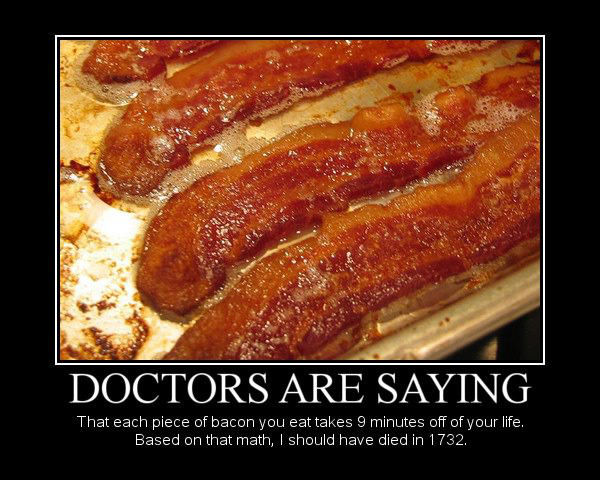 DOCTORS ARE SAYING
That each piece of bacon you eat takes 9 minutes off of your life.
Based on that math, I should have died in 1732.